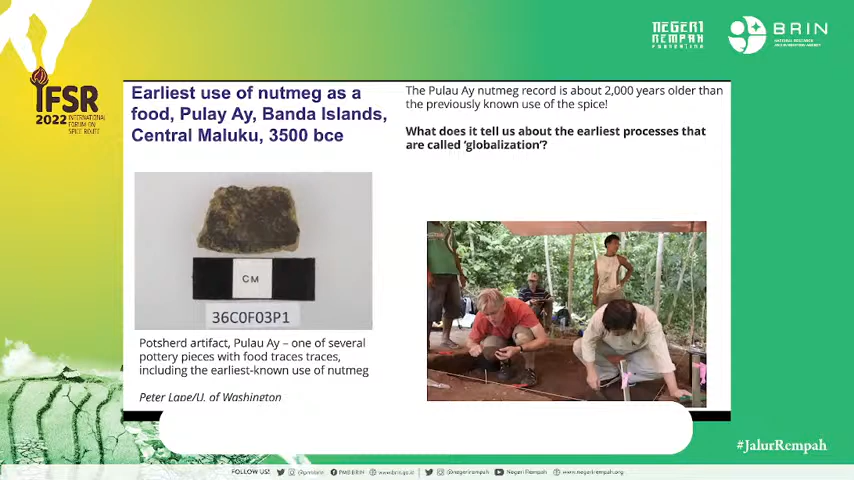 NEGERI
REMPAH
FOUNDATION
BRIN
NATIONAL RESEARCH
AND INNOVATION AGENCY
IFSR
2022 INTERNATIONAL
FORUM ON
SPICE ROUTE
Earliest use of nutmeg as a
food, Pulay Ay, Banda Islands,
Central Maluku, 3500 bce
The Pulau Ay nutmeg record is about 2,000 years older than
the previously known use of the spice!
What does it tell us about the earliest processes that
are called ‘globalization’?
CM
36C0F03P1
Potsherd artifact, Pulau Ay – one of several
pottery pieces with food traces traces,
including the earliest-known use of nutmeg
Peter Lape/U. of Washington
#JalurRempah
FOLLOW US! @brin.indonesia PMB BRIN www.brin.go.id @negerirempah Negeri Rempah www.negerirempah.org